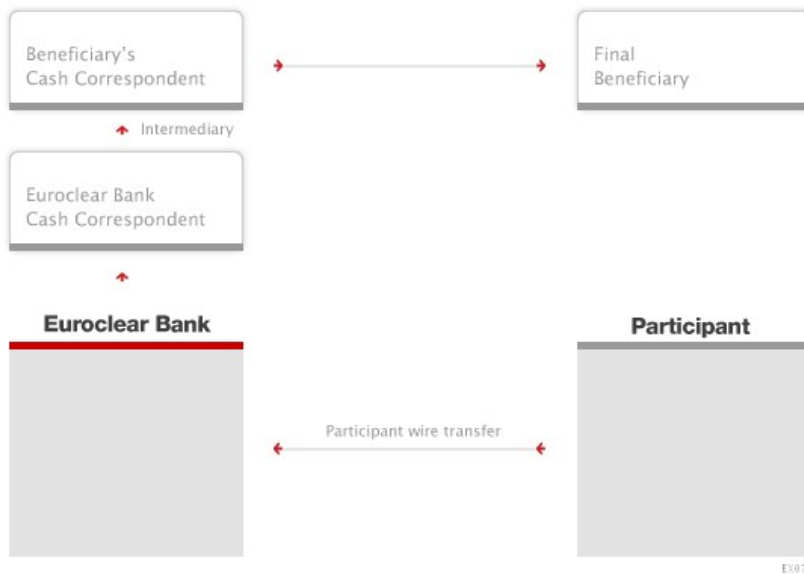 Beneficiary's
Cash Correspondent
Final
Beneficiary
Intermediary
Euroclear Bank
Cash Correspondent
Euroclear Bank
Participant
Participant wire transfer